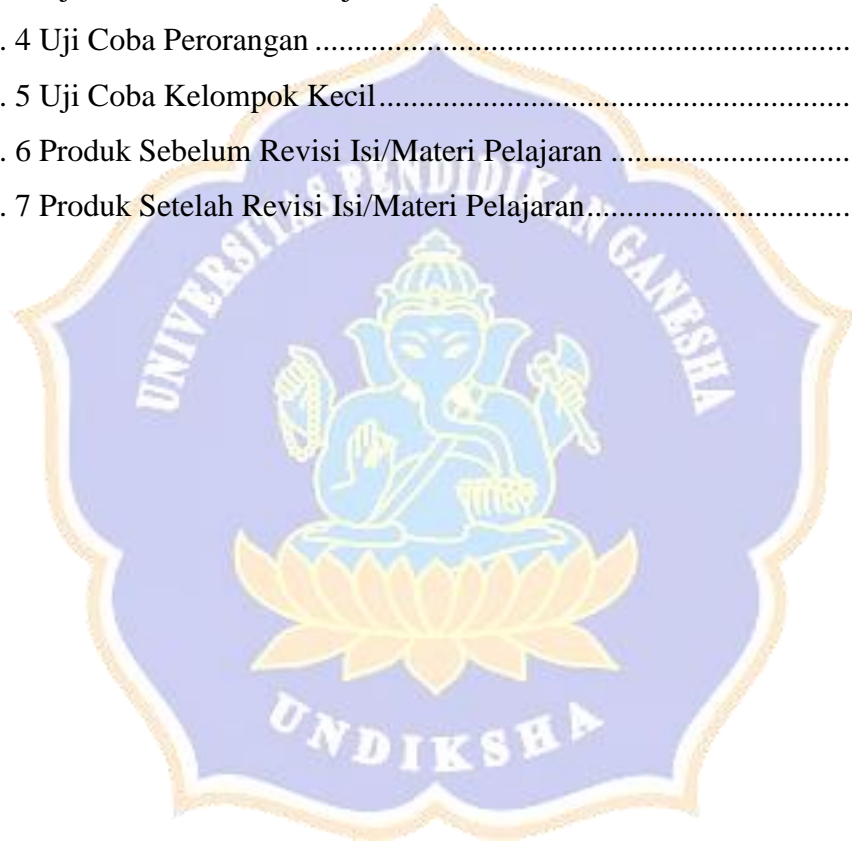 . 4 Uji Coba Perorangan ....................................................................
. 5 Uji Coba Kelompok Kecil............................................................
. 6 Produk Sebelum Revisi Isi/Materi Pelajaran ..............................
. 7 Produk Setelah Revisi Isi/Materi Pelajaran.................................
UNIVERSITAS PENDIDIKAN GANESHA
UNDIKSHA